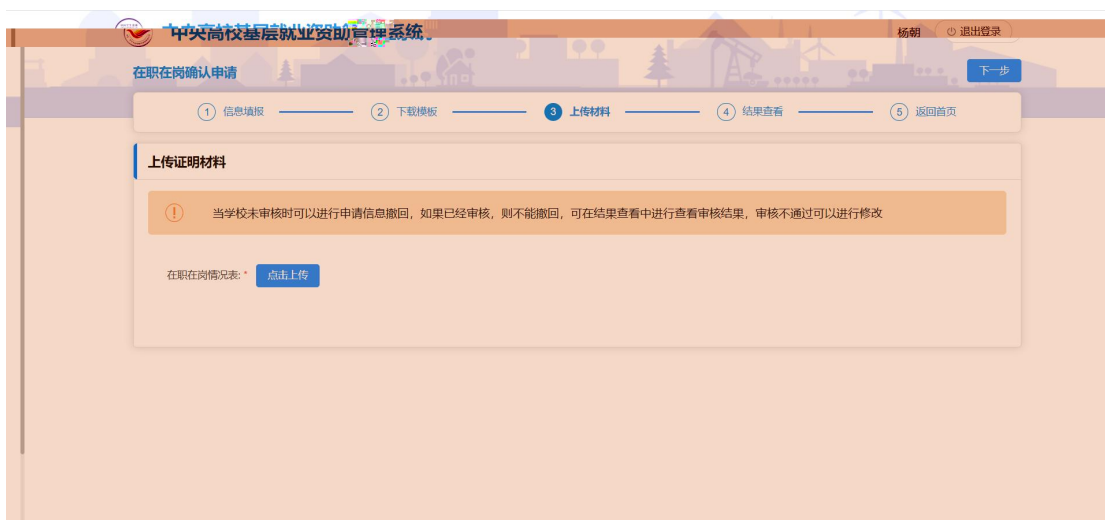 中央高校基层就业资助管理系统
杨朝 退出登录
在职在岗确认申请 下一步
1 信息填报 2 下载模板 3 上传材料 4 结果查看 5 返回首页
上传证明材料
当学校未审核时可以进行申请信息撤回，如果已经审核，则不能撤回，可在结果查看中进行查看审核结果，审核不通过可以进行修改
在职在岗情况表:* 点击上传